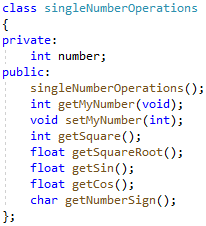 class singleNumberOperations
{
private:
    int number;
public:
    singleNumberOperations();
    int getMyNumber(void);
    void setMyNumber(int);
    int getSquare();
    float getSquareRoot();
    float getSin();
    float getCos();
    char getNumberSign();
};